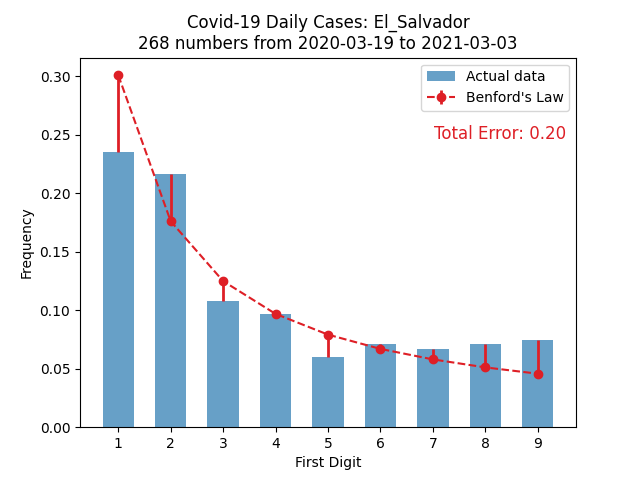 Covid-19 Daily Cases: El_Salvador
268 numbers from 2020-03-19 to 2021-03-03
Actual data
Benford's Law
Total Error: 0.20
Frequency
0.30
0.25
0.20
0.15
0.10
0.05
0.00
1 2 3 4 5 6 7 8 9
First Digit